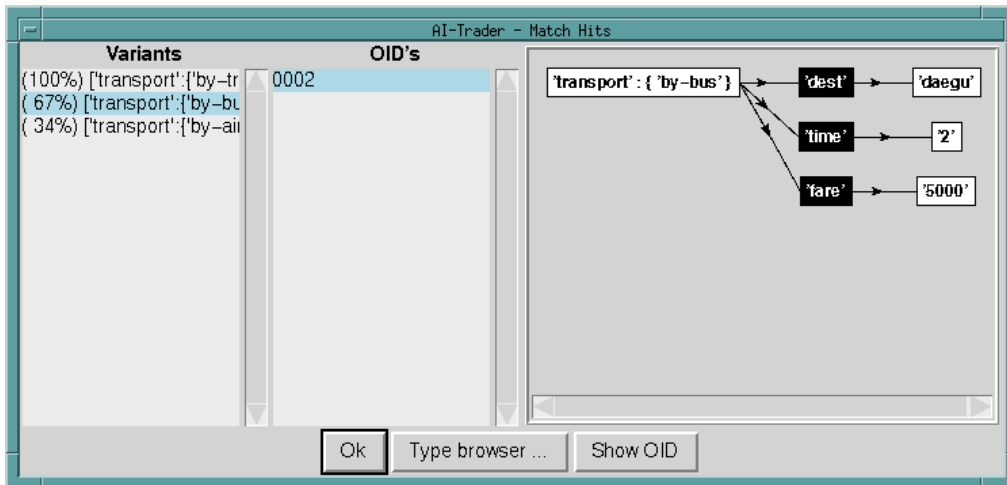 AI-Trader - Match Hits
Variants
OID's
(100%) ['transport':{'by-tr
( 67%) ['transport':{'by-bu
( 34%) ['transport':{'by-air
0002
'transport' : { 'by-bus' }
'dest'
'daegu'
'time'
'2'
'fare'
'5000'
Ok
Type browser ...
Show OID